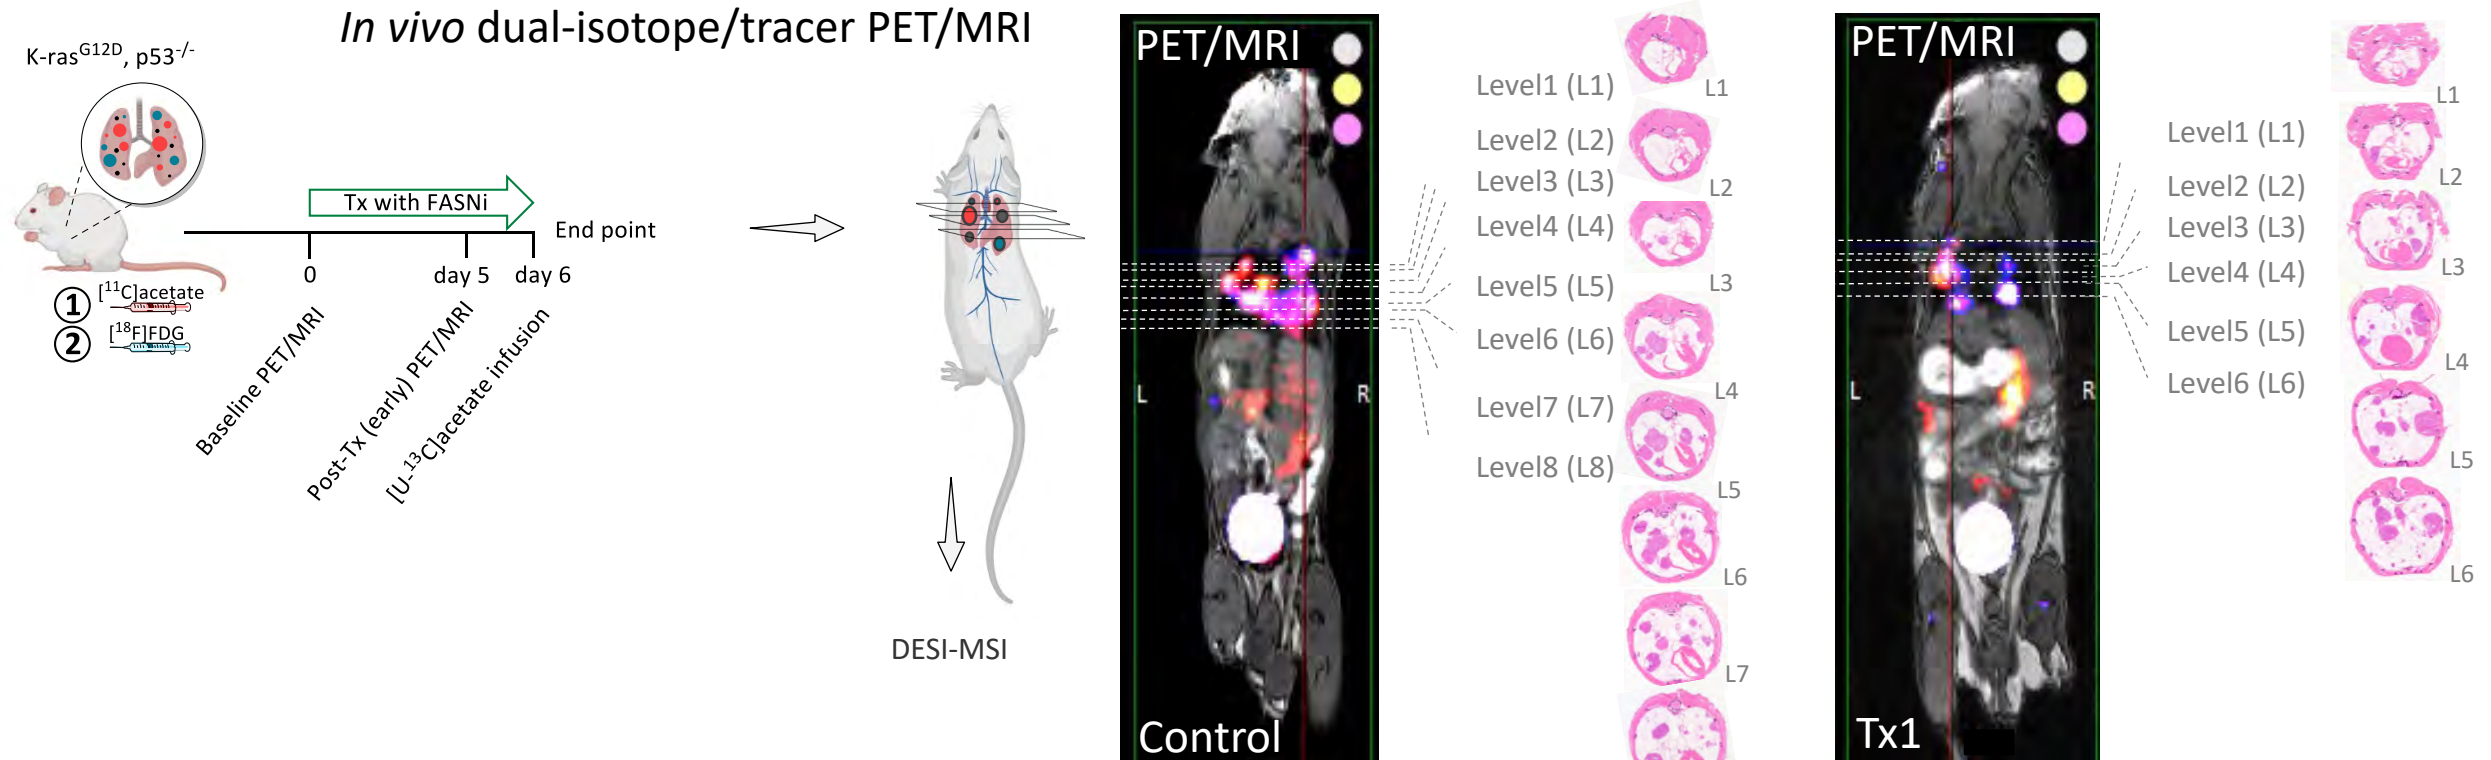 In vivo dual-isotope/tracer PET/MRI
K-ras^G12D, p53^-/-
Tx with FASNi
End point
0
day 5
day 6
1
[¹¹C]acetate
2
[¹⁸F]FDG
Baseline PET/MRI
Post-Tx (early) PET/MRI
[U-¹³C]acetate infusion
DESI-MSI
PET/MRI
L
R
Control
Level1 (L1)
Level2 (L2)
Level3 (L3)
Level4 (L4)
Level5 (L5)
Level6 (L6)
Level7 (L7)
Level8 (L8)
L1
L2
L3
L4
L5
L6
L7
PET/MRI
L
R
Tx1
Level1 (L1)
Level2 (L2)
Level3 (L3)
Level4 (L4)
Level5 (L5)
Level6 (L6)
L1
L2
L3
L4
L5
L6